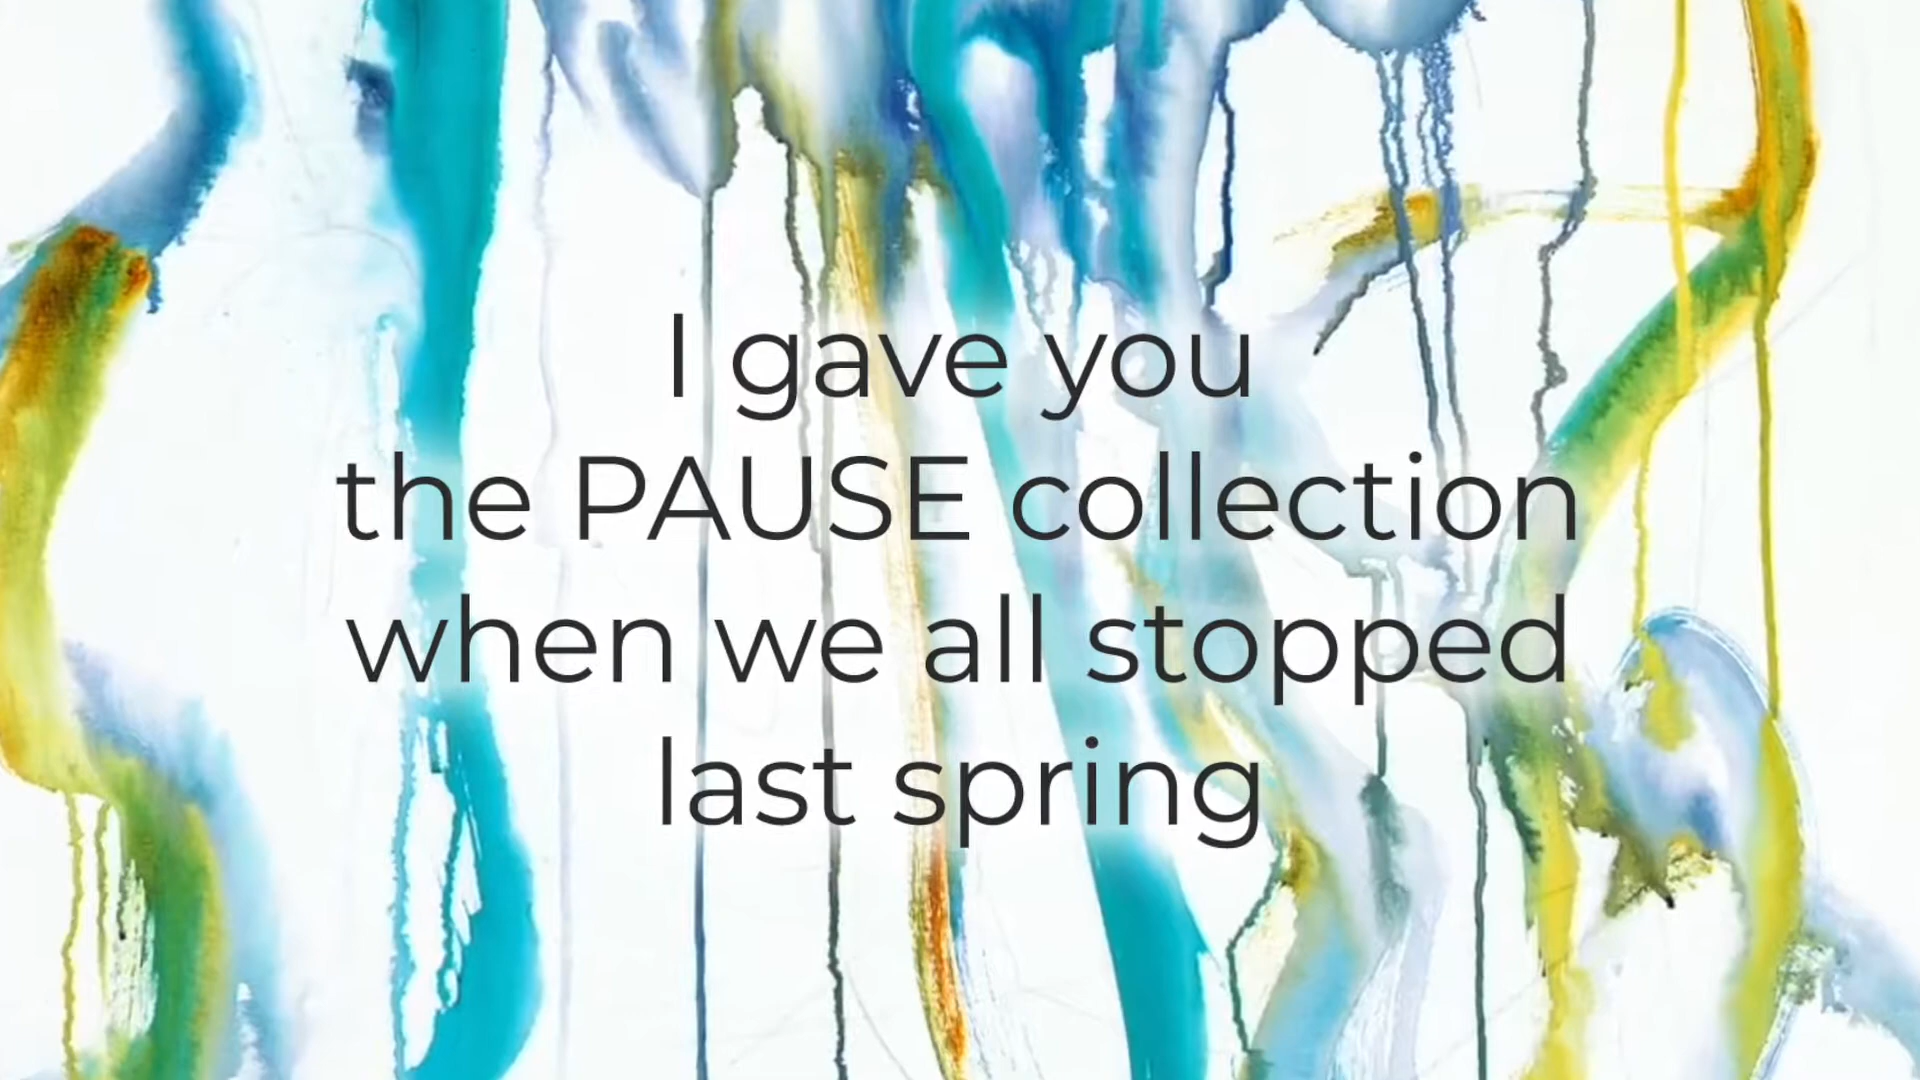 I gave you
the PAUSE collection
when we all stopped
last spring